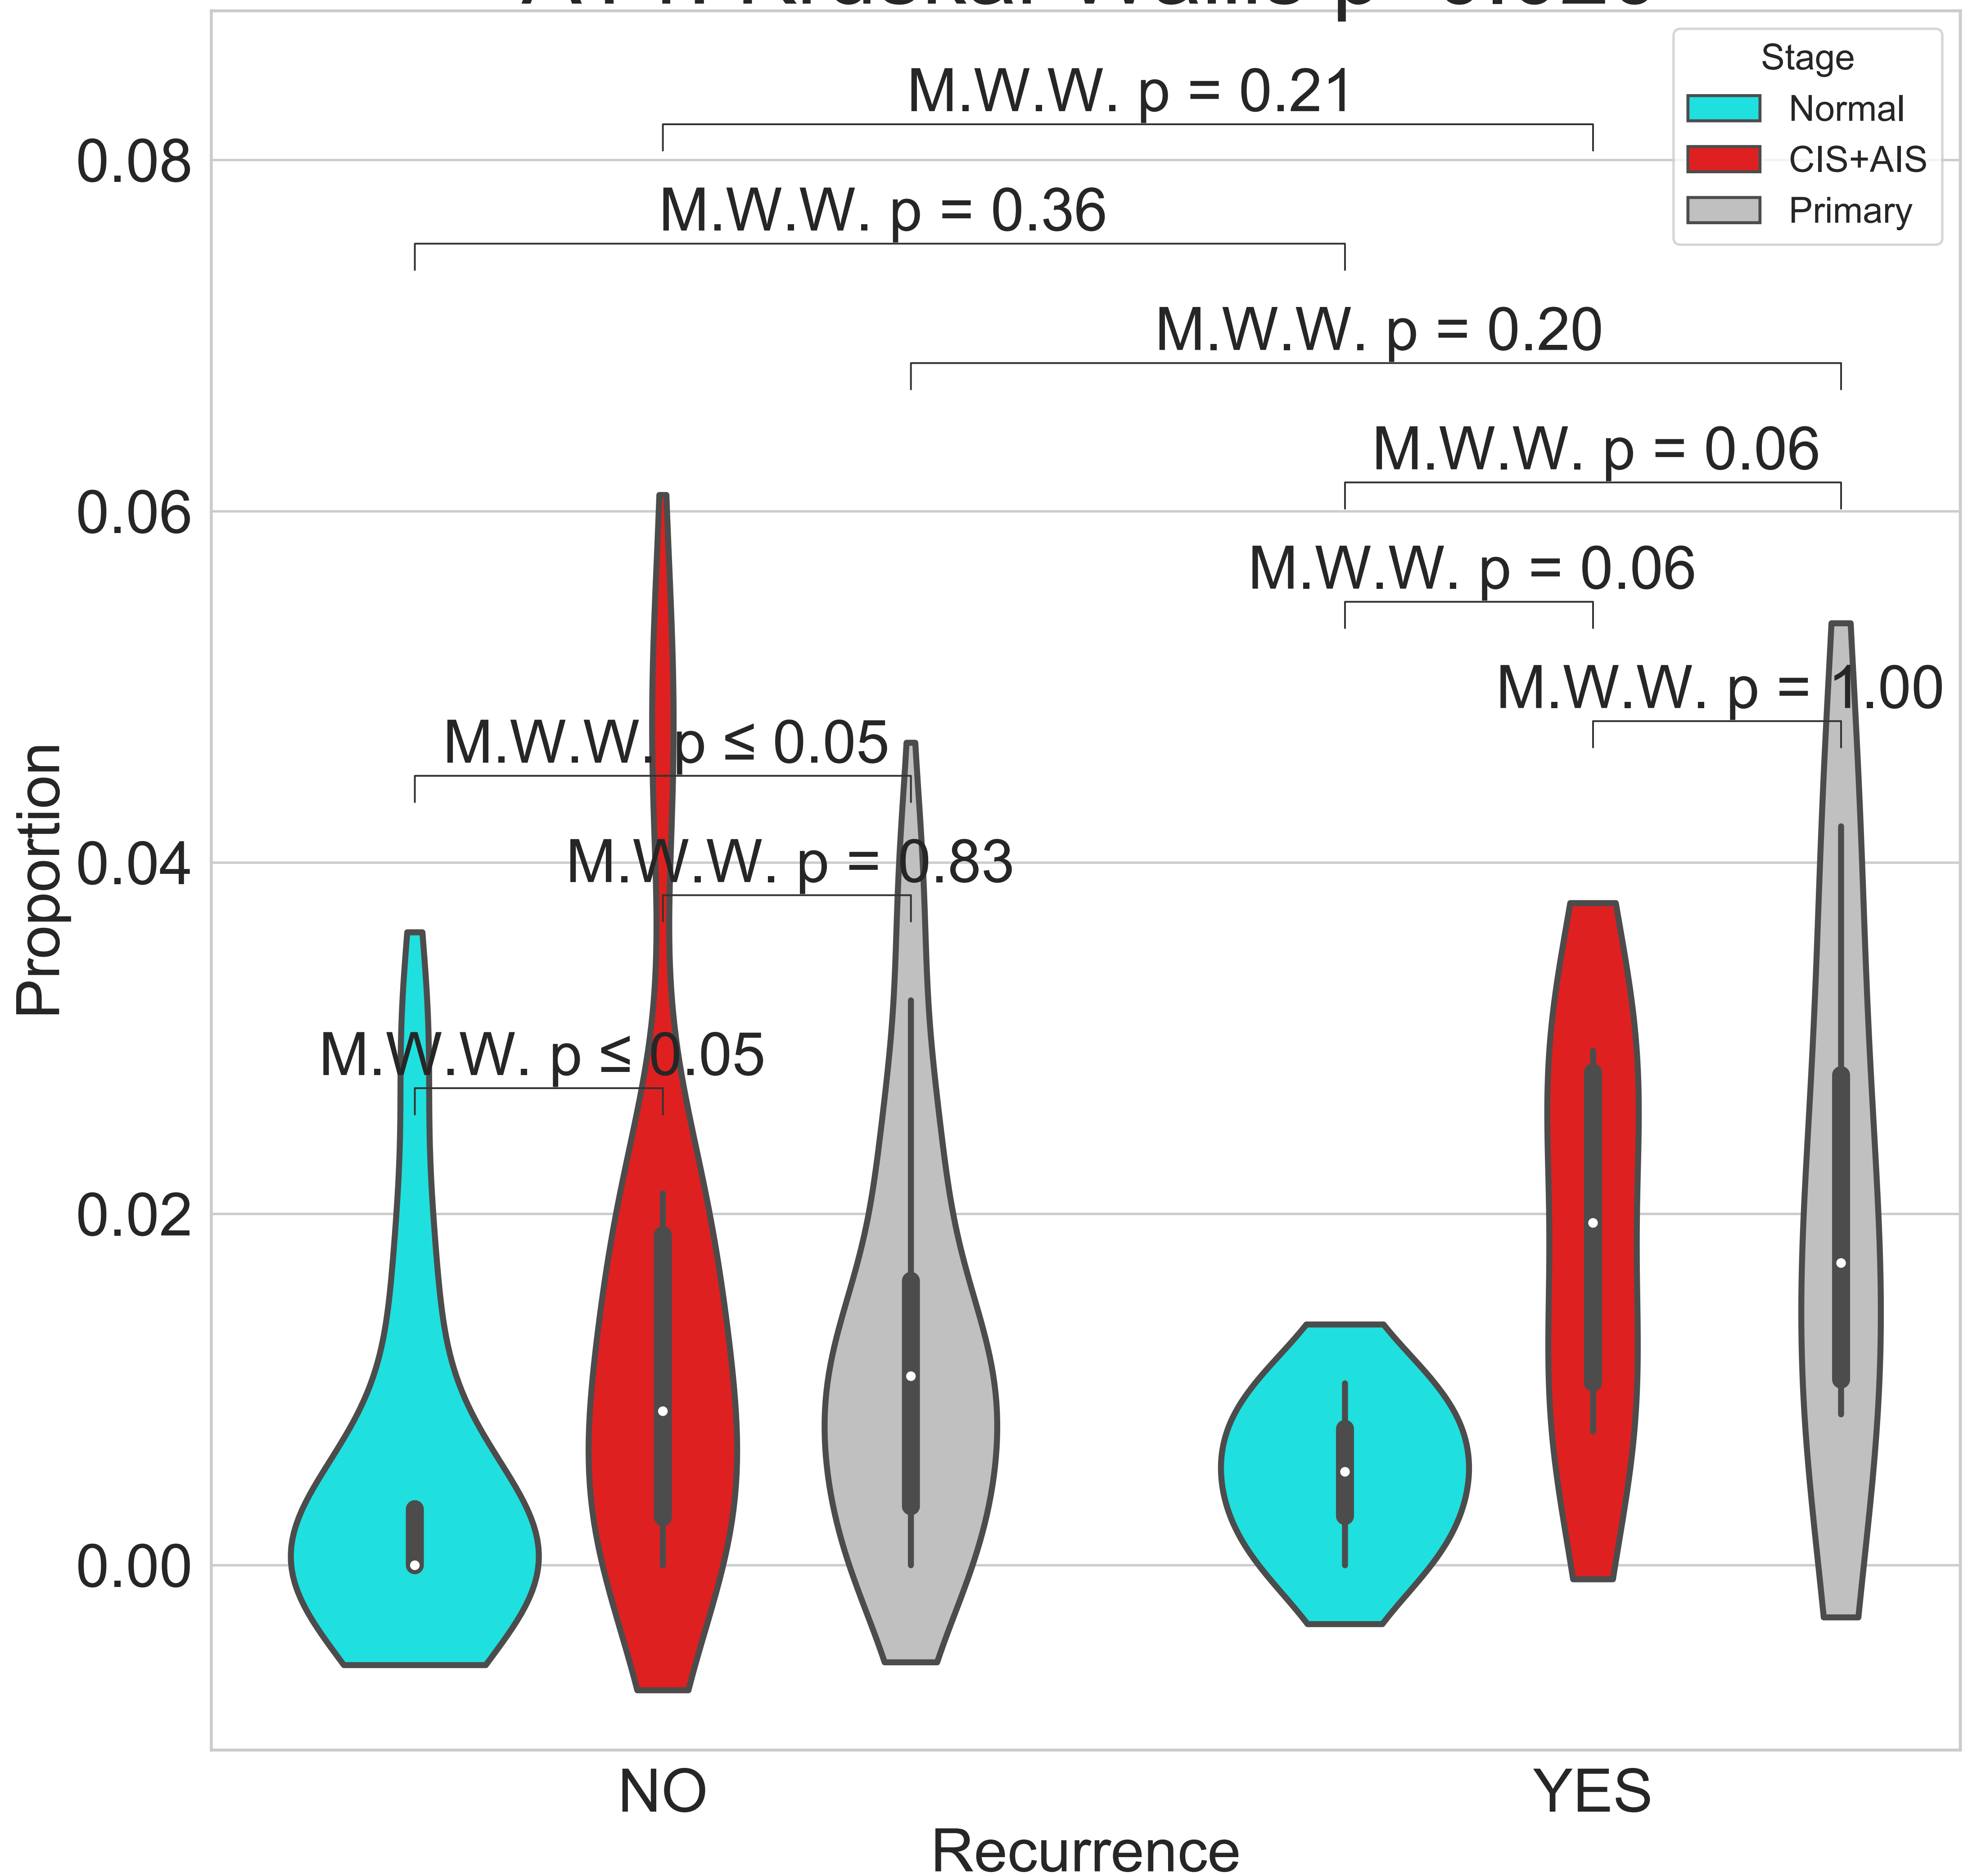 Stage
Normal
CIS+AIS
Primary
M.W.W. p = 0.21
0.08
M.W.W. p = 0.36
M.W.W. p = 0.20
M.W.W. p = 0.06
0.06
M.W.W. p = 0.06
M.W.W. p = 1.00
M.W.W. p ≤ 0.05
Proportion
0.04
M.W.W. p = 0.83
M.W.W. p ≤ 0.05
0.02
0.00
NO
YES
Recurrence